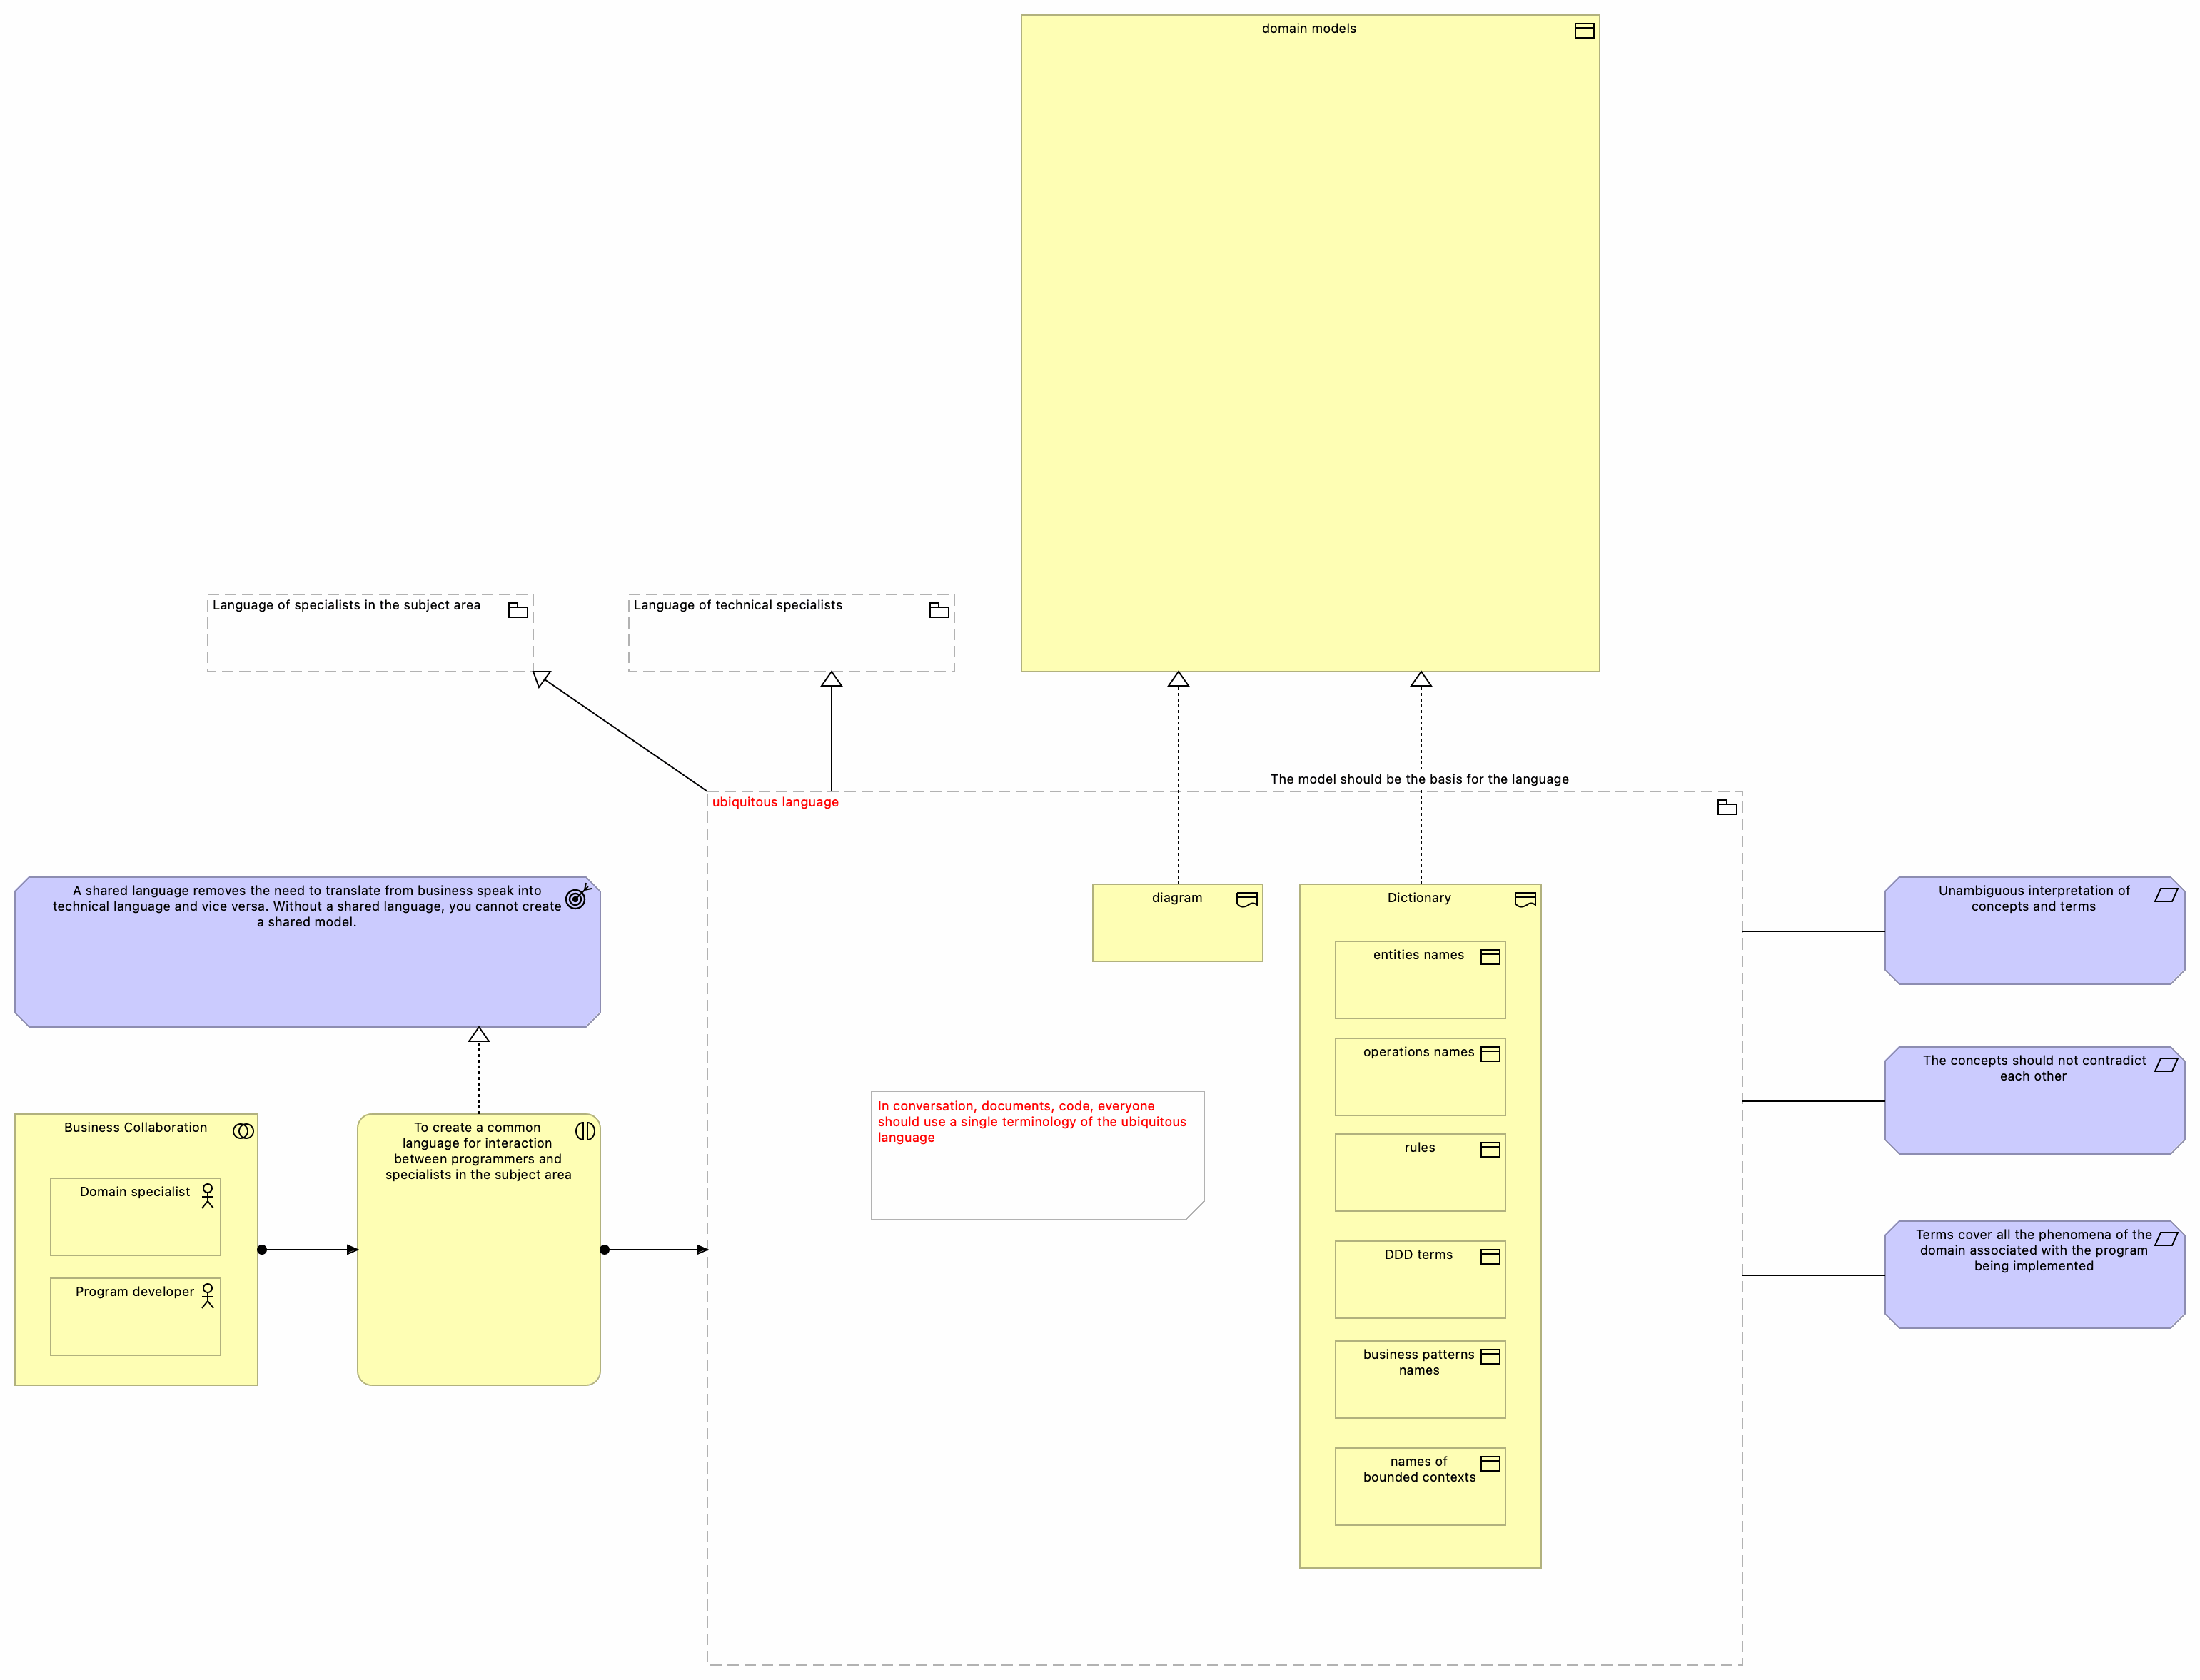 domain models
Language of specialists in the subject area
Language of technical specialists
The model should be the basis for the language
ubiquitous language
A shared language removes the need to translate from business speak into
technical language and vice versa. Without a shared language, you cannot create
a shared model.
diagram
Dictionary
Unambiguous interpretation of
concepts and terms
entities names
operations names
The concepts should not contradict
each other
In conversation, documents, code, everyone
should use a single terminology of the ubiquitous
language
Business Collaboration
To create a common
language for interaction
between programmers and
specialists in the subject area
rules
Domain specialist
Program developer
DDD terms
Terms cover all the phenomena of the
domain associated with the program
being implemented
business patterns
names
names of
bounded contexts